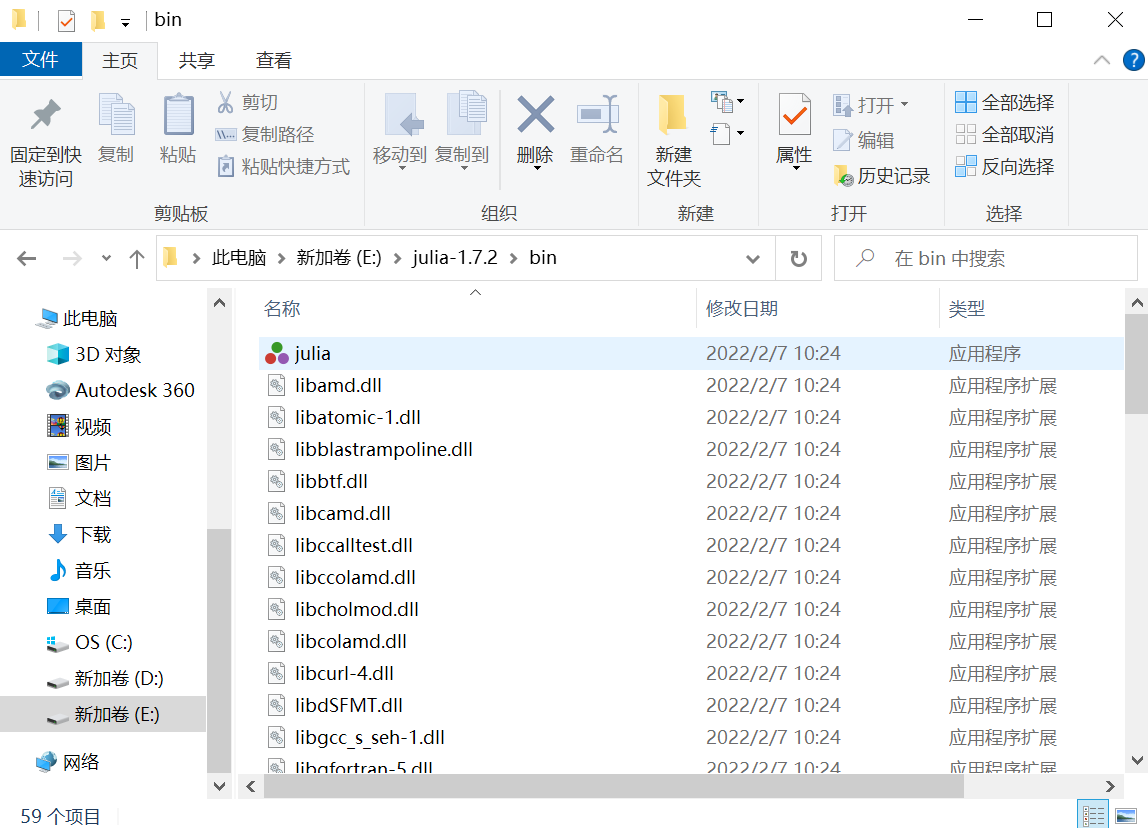 bin
文件 主页 共享 查看
固定到快速访问
复制
粘贴
剪切
复制路径
粘贴快捷方式
剪贴板
移动到
复制到
删除
重命名
组织
新建
文件夹
新建
属性
打开
编辑
历史记录
打开
全部选择
全部取消
反向选择
选择
此电脑 新加卷 (E:) julia-1.7.2 bin
在 bin 中搜索
此电脑
3D 对象
Autodesk 360
视频
图片
文档
下载
音乐
桌面
OS (C:)
新加卷 (D:)
新加卷 (E:)
网络
名称 修改日期 类型
julia 2022/2/7 10:24 应用程序
libamd.dll 2022/2/7 10:24 应用程序扩展
libatomic-1.dll 2022/2/7 10:24 应用程序扩展
libblastrampoline.dll 2022/2/7 10:24 应用程序扩展
libbtf.dll 2022/2/7 10:24 应用程序扩展
libcamd.dll 2022/2/7 10:24 应用程序扩展
libccalltest.dll 2022/2/7 10:24 应用程序扩展
libccolamd.dll 2022/2/7 10:24 应用程序扩展
libcholmod.dll 2022/2/7 10:24 应用程序扩展
libcolamd.dll 2022/2/7 10:24 应用程序扩展
libcurl-4.dll 2022/2/7 10:24 应用程序扩展
libdSFMT.dll 2022/2/7 10:24 应用程序扩展
libgcc_s_seh-1.dll 2022/2/7 10:24 应用程序扩展
libgfortran-5.dll 2022/2/7 10:24 应用程序扩展
59 个项目